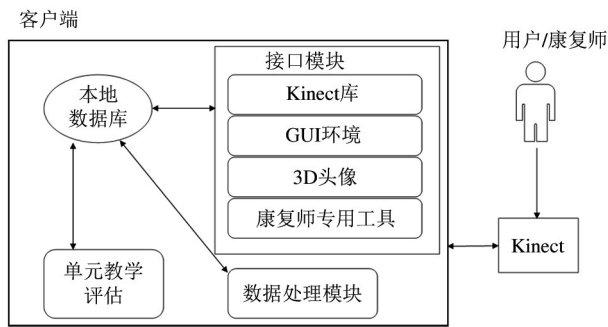 客户端
用户/康复师
接口模块
本地
数据库
Kinect库
GUI环境
3D头像
康复师专用工具
Kinect
单元教学
评估
数据处理模块